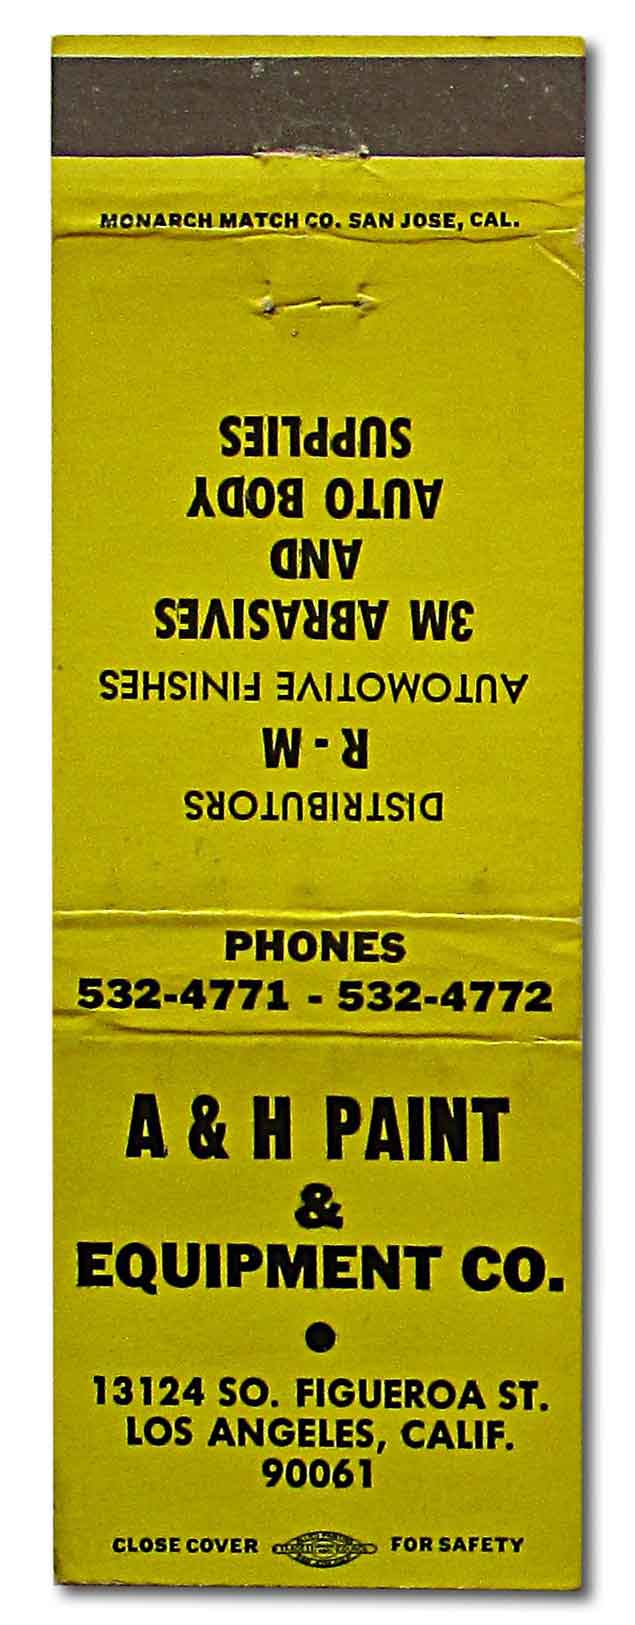 MONARCH MATCH CO. SAN JOSE, CAL.
DISTRIBUTORS
R - M
AUTOMOTIVE FINISHES
3M ABRASIVES
AND
AUTO BODY
SUPPLIES
PHONES
532-4771 - 532-4772
A & H PAINT
&
EQUIPMENT CO.
13124 SO. FIGUEROA ST.
LOS ANGELES, CALIF.
90061
CLOSE COVER FOR SAFETY